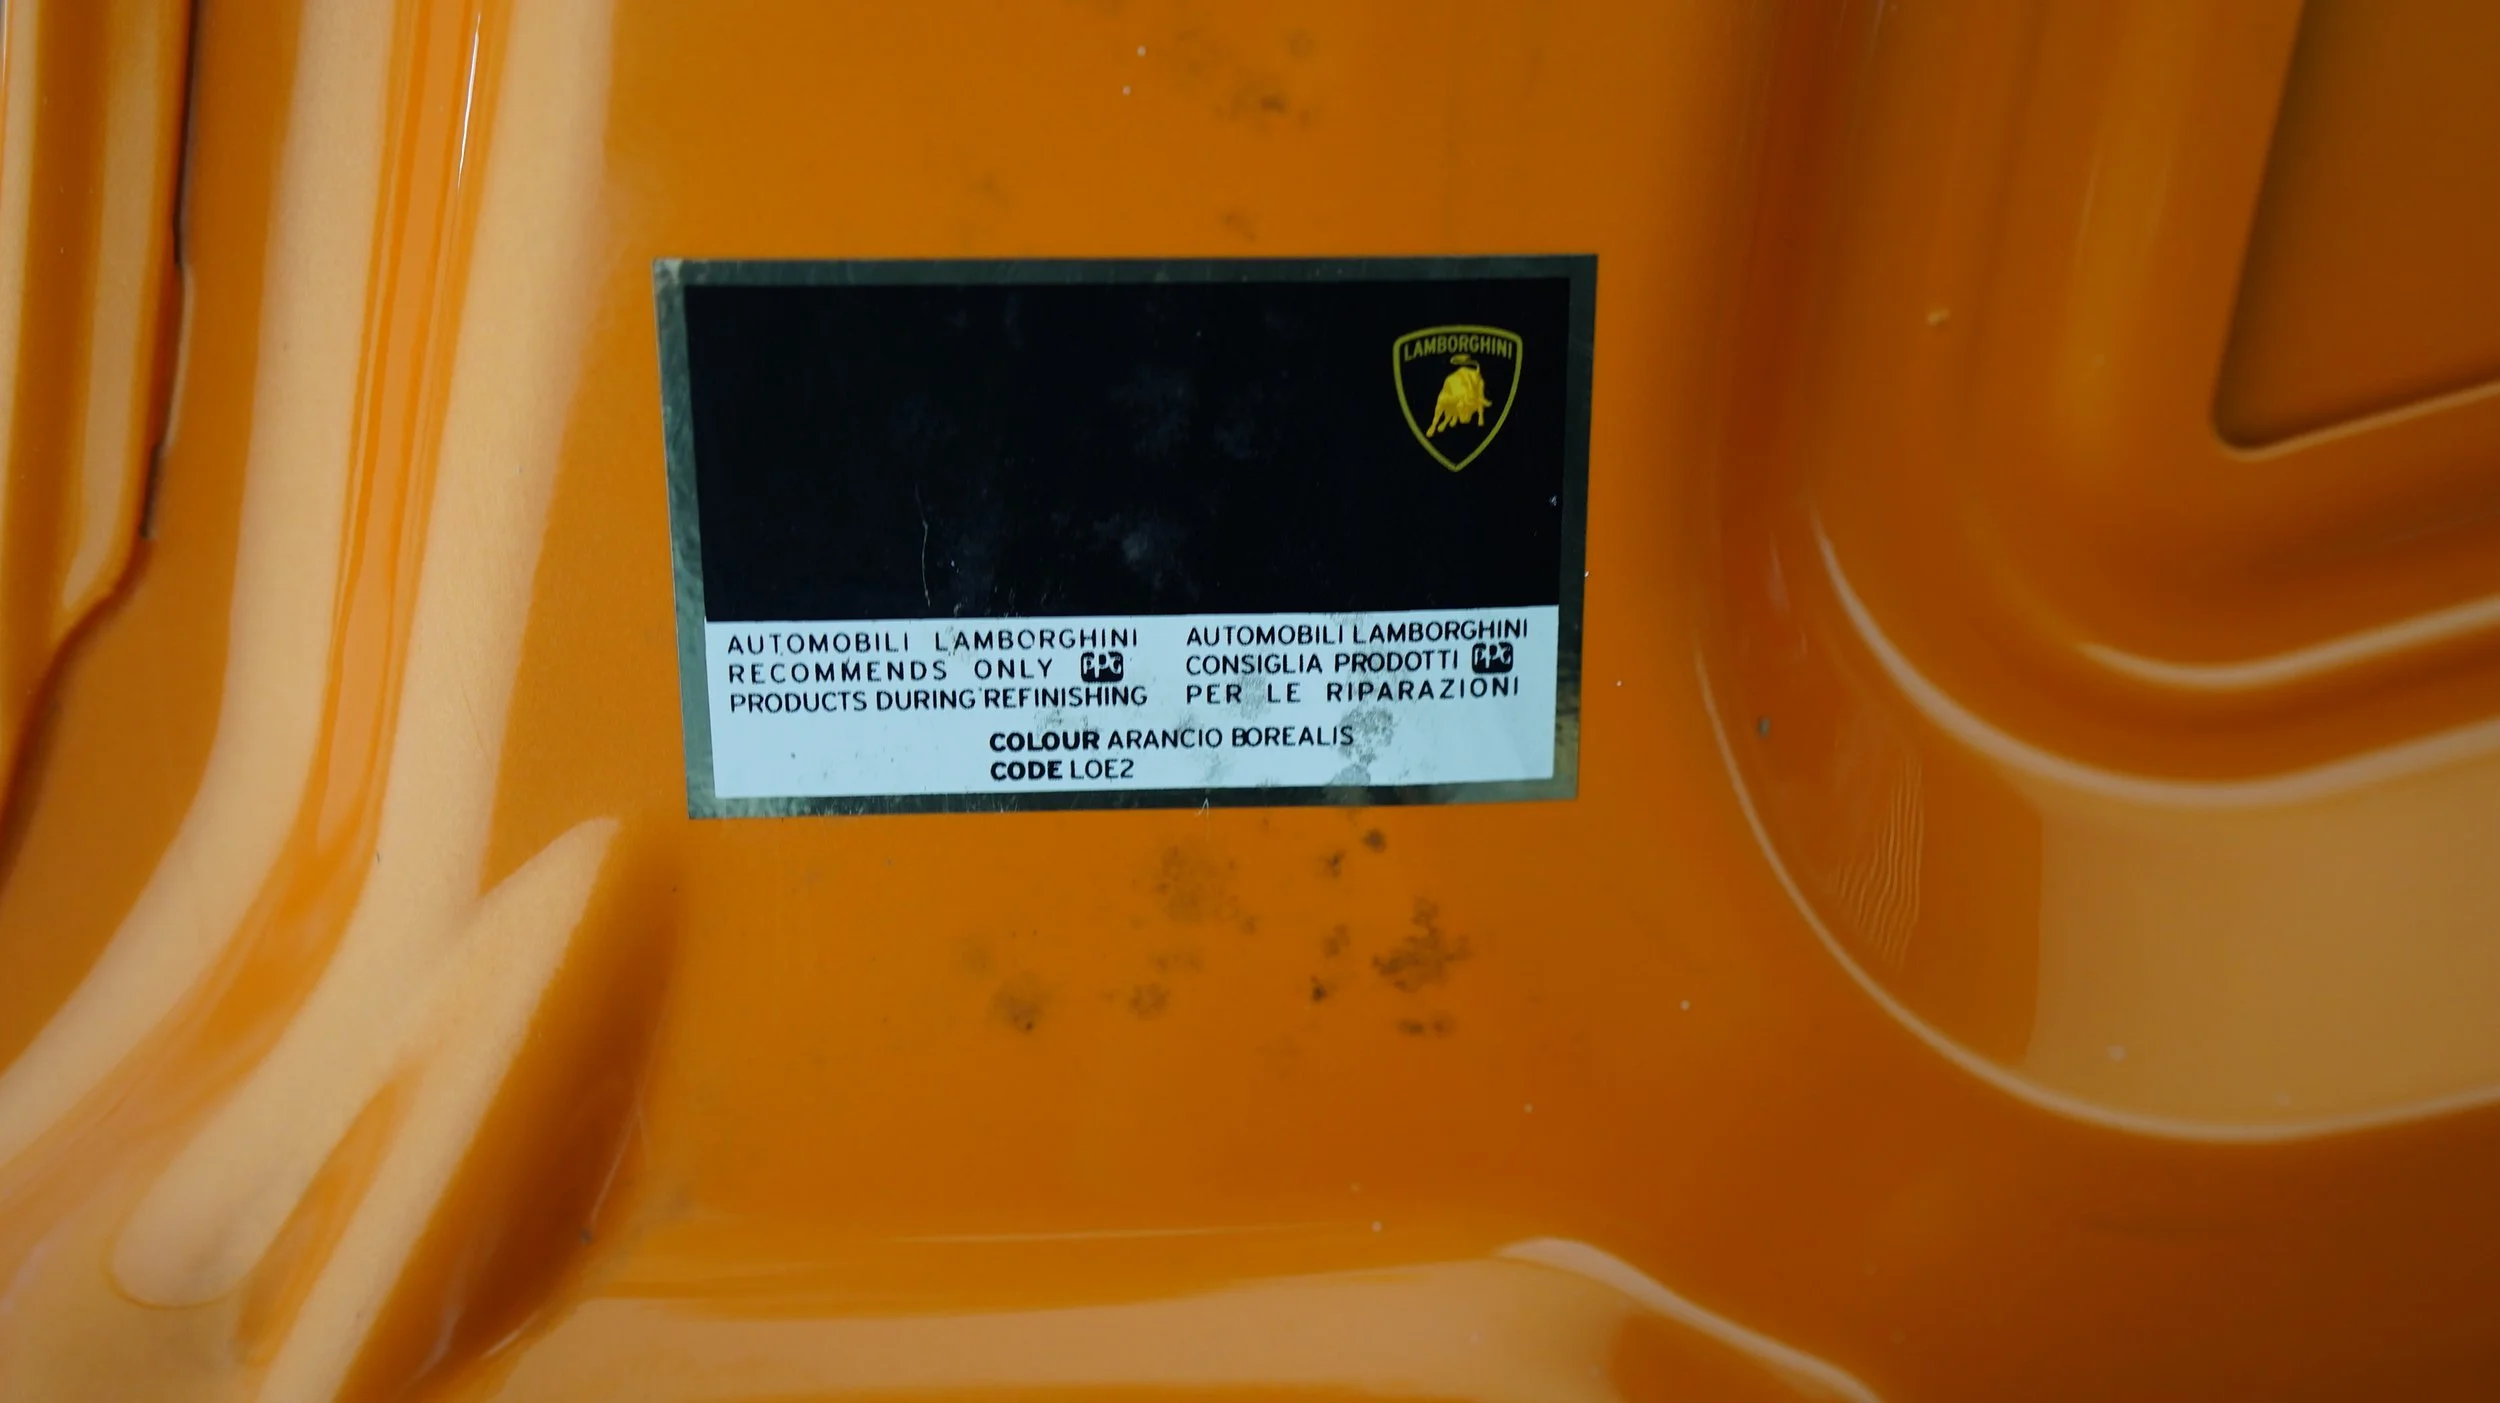 LAMBORGHINI
AUTOMOBILI LAMBORGHINI
RECOMMENDS ONLY PPG
PRODUCTS DURING REFINISHING
AUTOMOBILI LAMBORGHINI
CONSIGLIA PRODOTTI PPG
PER LE RIPARAZIONI
COLOUR ARANCIO BOREALIS
CODE LOE2